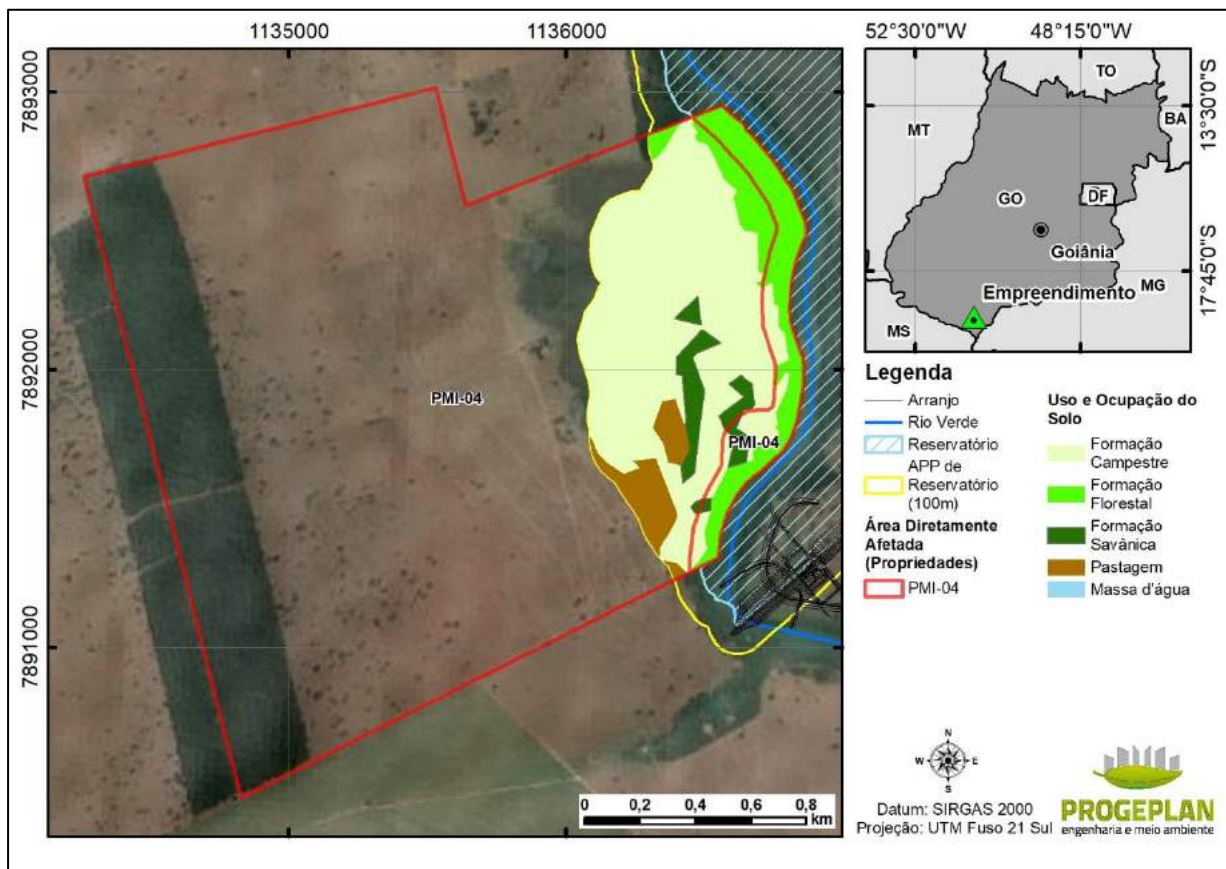 1135000
1136000
7893000
7892000
7891000
PMI-04
PMI-04
0 0,2 0,4 0,6 0,8
km
52°30'0"W
48°15'0"W
13°30'0"S
17°45'0"S
TO
BA
MT
GO
DF
Goiânia
MG
Empreendimento
MS
Legenda
Arranjo
Rio Verde
Reservatório
APP de
Reservatório
(100m)
Área Diretamente
Afetada
(Propriedades)
PMI-04
Uso e Ocupação do
Solo
Formação
Campestre
Formação
Florestal
Formação
Savânica
Pastagem
Massa d'água
N
W
E
S
Datum: SIRGAS 2000
Projeção: UTM Fuso 21 Sul
PROGEPLAN
engenharia e meio ambiente